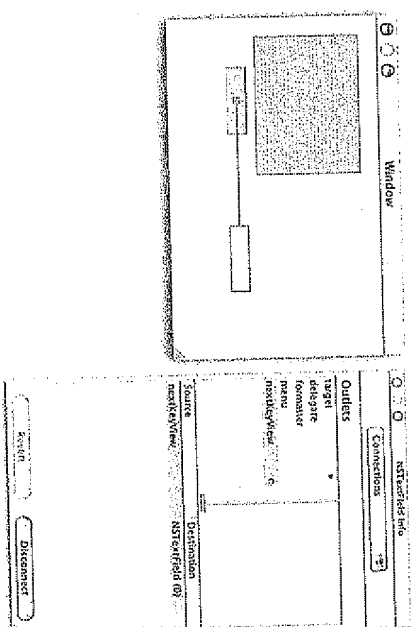 Window
NSTextField Info
Connections
Outlets
target
delegate
formatter
menu
nextKeyView
Source
Destination
nextKeyView
NSTextField (0)
Revert
Disconnect